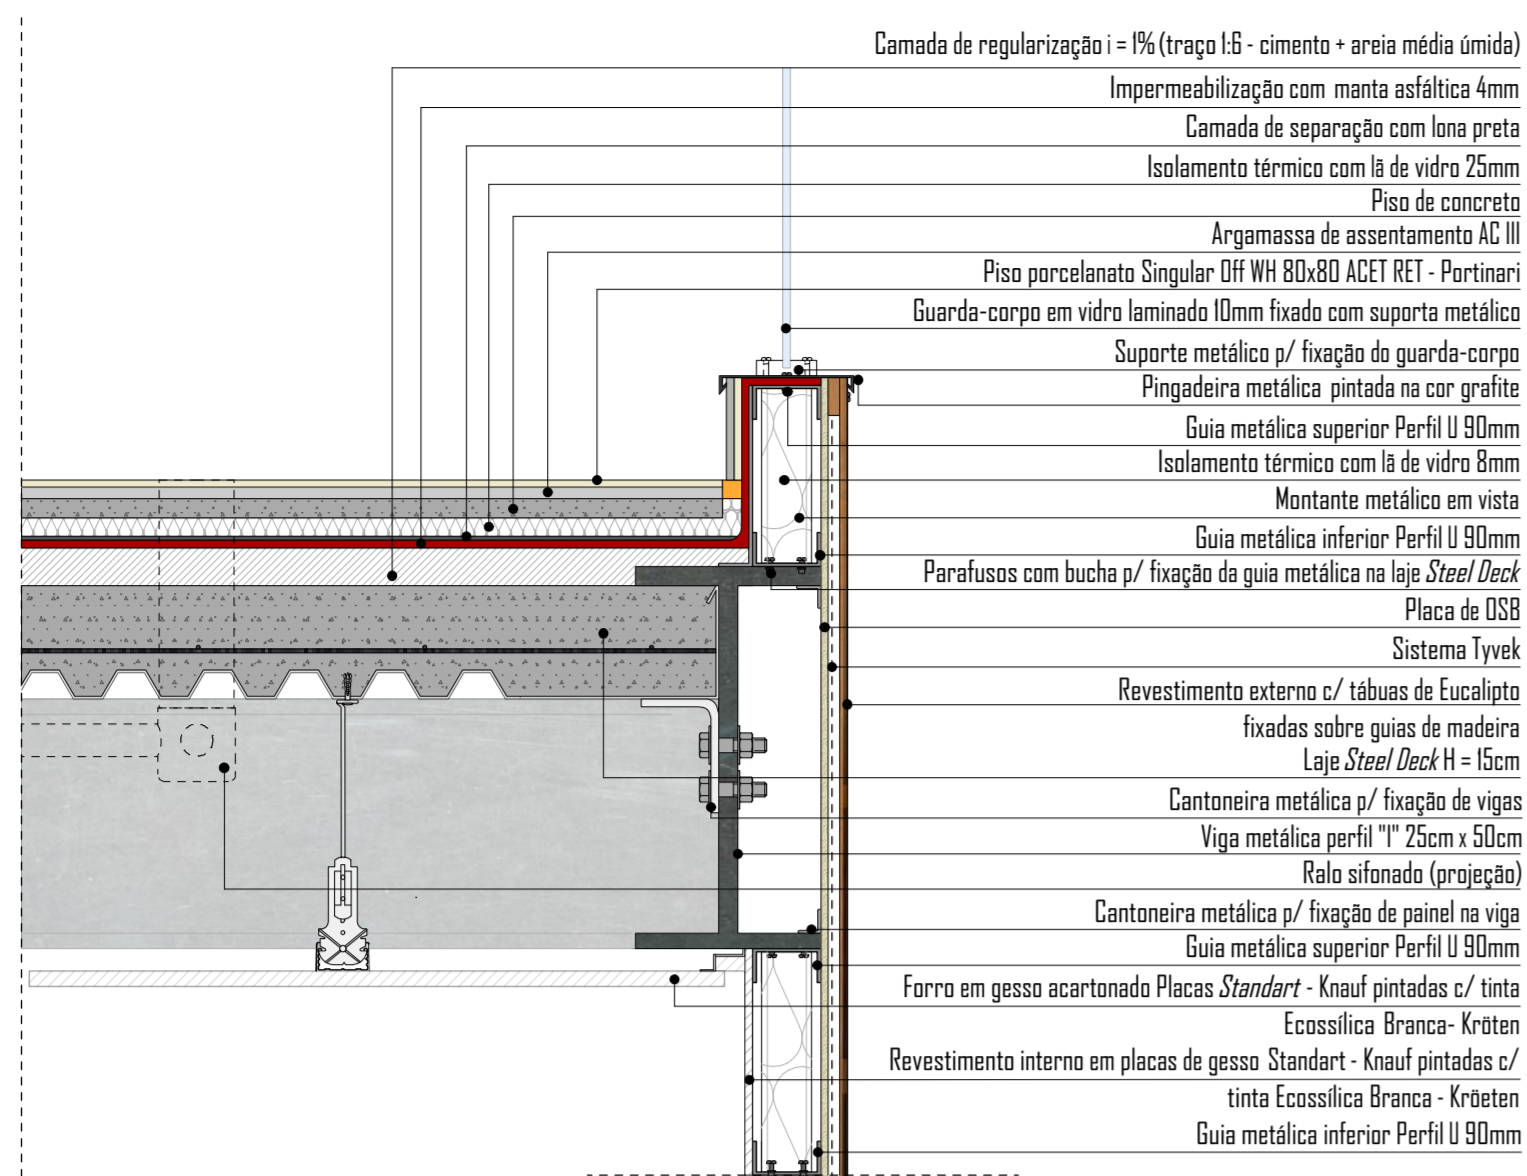 Camada de regularização i = 1% (traço 1:6 - cimento + areia média úmida)
Impermeabilização com manta asfáltica 4mm
Camada de separação com lona preta
Isolamento térmico com lã de vidro 25mm
Piso de concreto
Argamassa de assentamento AC III
Piso porcelanato Singular Off WH 80x80 ACET RET - Portinari
Guarda-corpo em vidro laminado 10mm fixado com suporta metálico
Suporte metálico p/ fixação do guarda-corpo
Pingadeira metálica pintada na cor grafite
Guia metálica superior Perfil U 90mm
Isolamento térmico com lã de vidro 8mm
Montante metálico em vista
Guia metálica inferior Perfil U 90mm
Parafusos com bucha p/ fixação da guia metálica na laje Steel Deck
Placa de OSB
Sistema Tyvek
Revestimento externo c/ tábuas de Eucalipto
fixadas sobre guias de madeira
Laje Steel Deck H = 15cm
Cantoneira metálica p/ fixação de vigas
Viga metálica perfil "I" 25cm x 50cm
Ralo sifonado (projeção)
Cantoneira metálica p/ fixação de painel na viga
Guia metálica superior Perfil U 90mm
Forro em gesso acartonado Placas Standart - Knauf pintadas c/ tinta
Ecossílica Branca- Kröten
Revestimento interno em placas de gesso Standart - Knauf pintadas c/
tinta Ecossílica Branca - Kröeten
Guia metálica inferior Perfil U 90mm